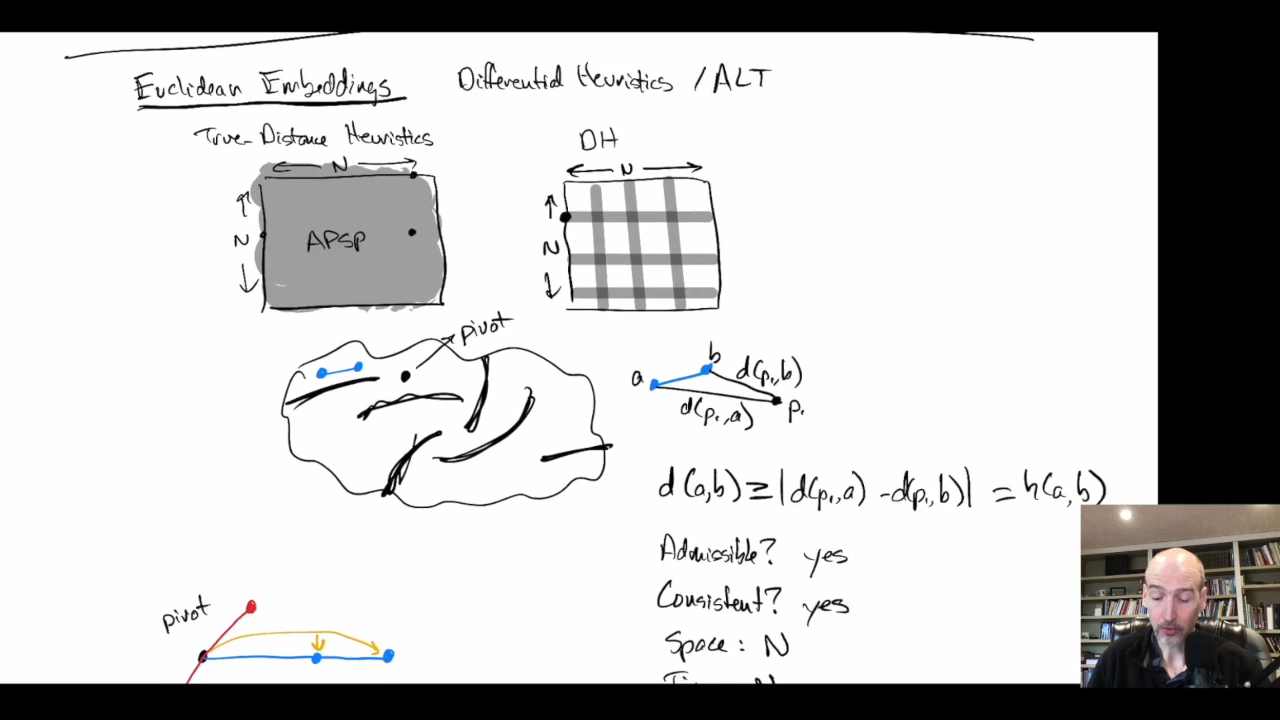 Euclidean Embeddings Differential Heuristics / ALT
True-Distance Heuristics DH
N N
N APSP N
pivot
a b d(p₁,b)
d(p₁,a) p₁
d(a,b) ≥ |d(p₁,a) - d(p₁,b)| = h(a,b)
Admissible? yes
Consistent? yes
pivot
Space: N